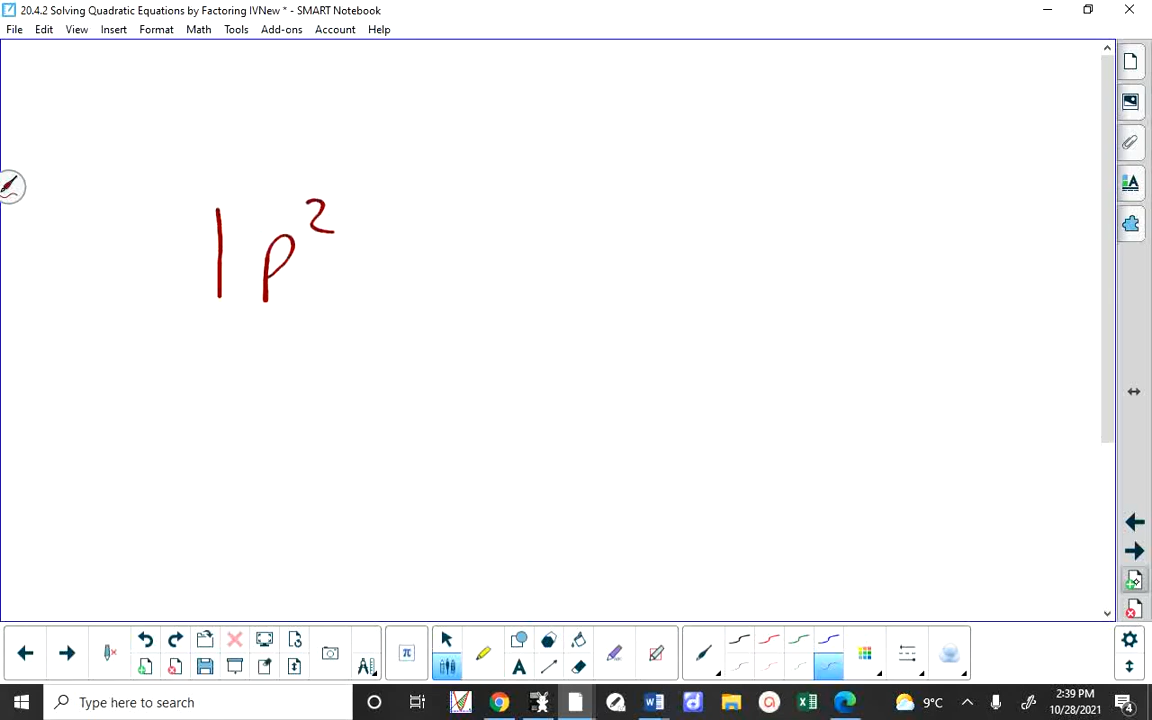 20.4.2 Solving Quadratic Equations by Factoring IVNew * - SMART Notebook
File Edit View Insert Format Math Tools Add-ons Account Help
1p²
π
A
Type here to search
9°C
2:39 PM
10/28/2021
4